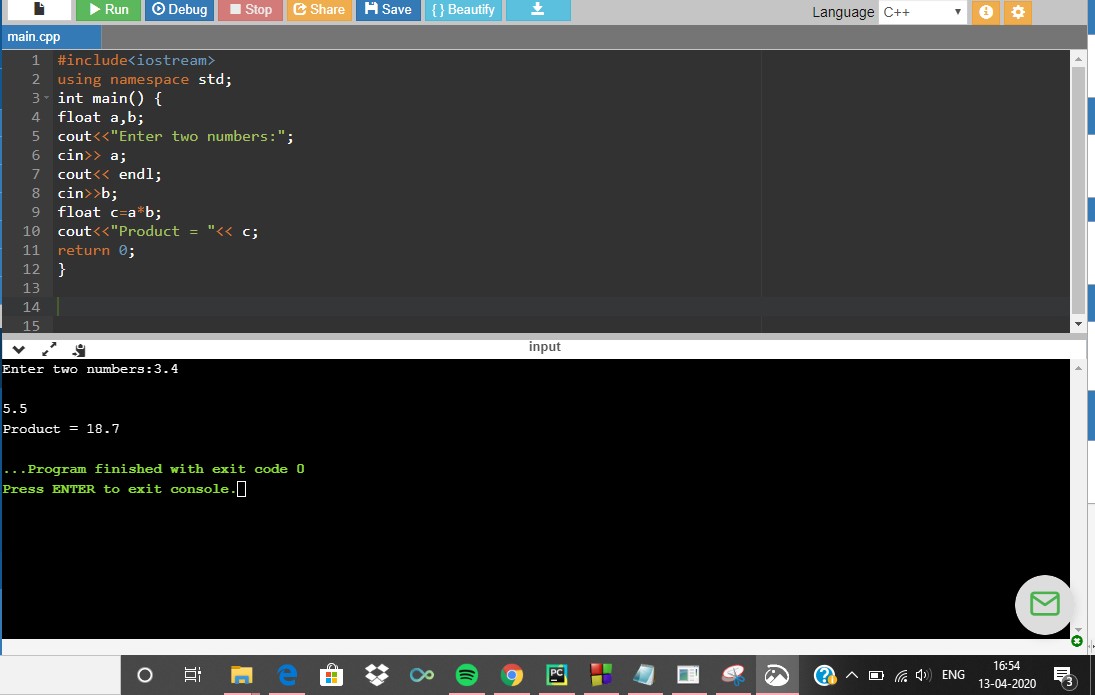 Run Debug Stop Share Save { } Beautify Language C++
main.cpp
1 #include<iostream>
2 using namespace std;
3 int main() {
4 float a,b;
5 cout<<"Enter two numbers:";
6 cin>> a;
7 cout<< endl;
8 cin>>b;
9 float c=a*b;
10 cout<<"Product = "<< c;
11 return 0;
12 }
13
14
15
input
Enter two numbers:3.4
5.5
Product = 18.7
...Program finished with exit code 0
Press ENTER to exit console.
PC ENG 16:54
13-04-2020 3